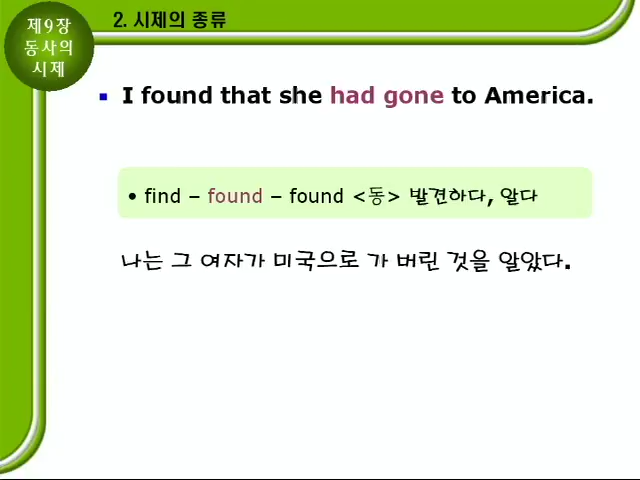 제9장
동사의
시제
2. 시제의 종류
▪ I found that she had gone to America.
• find – found – found <동> 발견하다, 알다
나는 그 여자가 미국으로 가 버린 것을 알았다.